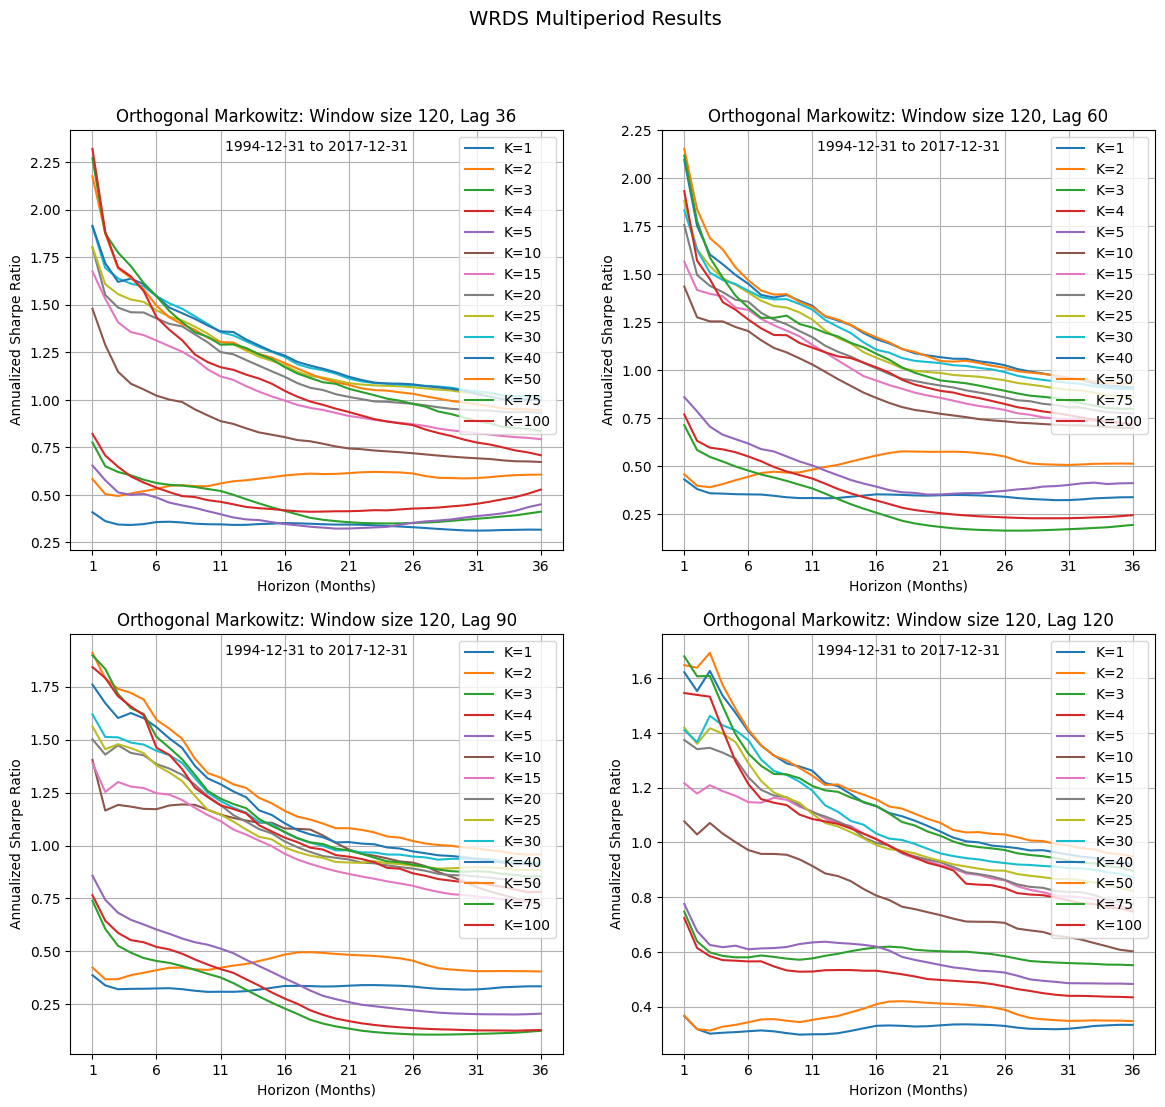 WRDS Multiperiod Results
Orthogonal Markowitz: Window size 120, Lag 36
1994-12-31 to 2017-12-31
Annualized Sharpe Ratio
2.25
2.00
1.75
1.50
1.25
1.00
0.75
0.50
0.25
1 6 11 16 21 26 31 36
Horizon (Months)
K=1
K=2
K=3
K=4
K=5
K=10
K=15
K=20
K=25
K=30
K=40
K=50
K=75
K=100
Orthogonal Markowitz: Window size 120, Lag 60
1994-12-31 to 2017-12-31
Annualized Sharpe Ratio
2.25
2.00
1.75
1.50
1.25
1.00
0.75
0.50
0.25
1 6 11 16 21 26 31 36
Horizon (Months)
K=1
K=2
K=3
K=4
K=5
K=10
K=15
K=20
K=25
K=30
K=40
K=50
K=75
K=100
Orthogonal Markowitz: Window size 120, Lag 90
1994-12-31 to 2017-12-31
Annualized Sharpe Ratio
1.75
1.50
1.25
1.00
0.75
0.50
0.25
1 6 11 16 21 26 31 36
Horizon (Months)
K=1
K=2
K=3
K=4
K=5
K=10
K=15
K=20
K=25
K=30
K=40
K=50
K=75
K=100
Orthogonal Markowitz: Window size 120, Lag 120
1994-12-31 to 2017-12-31
Annualized Sharpe Ratio
1.6
1.4
1.2
1.0
0.8
0.6
0.4
1 6 11 16 21 26 31 36
Horizon (Months)
K=1
K=2
K=3
K=4
K=5
K=10
K=15
K=20
K=25
K=30
K=40
K=50
K=75
K=100